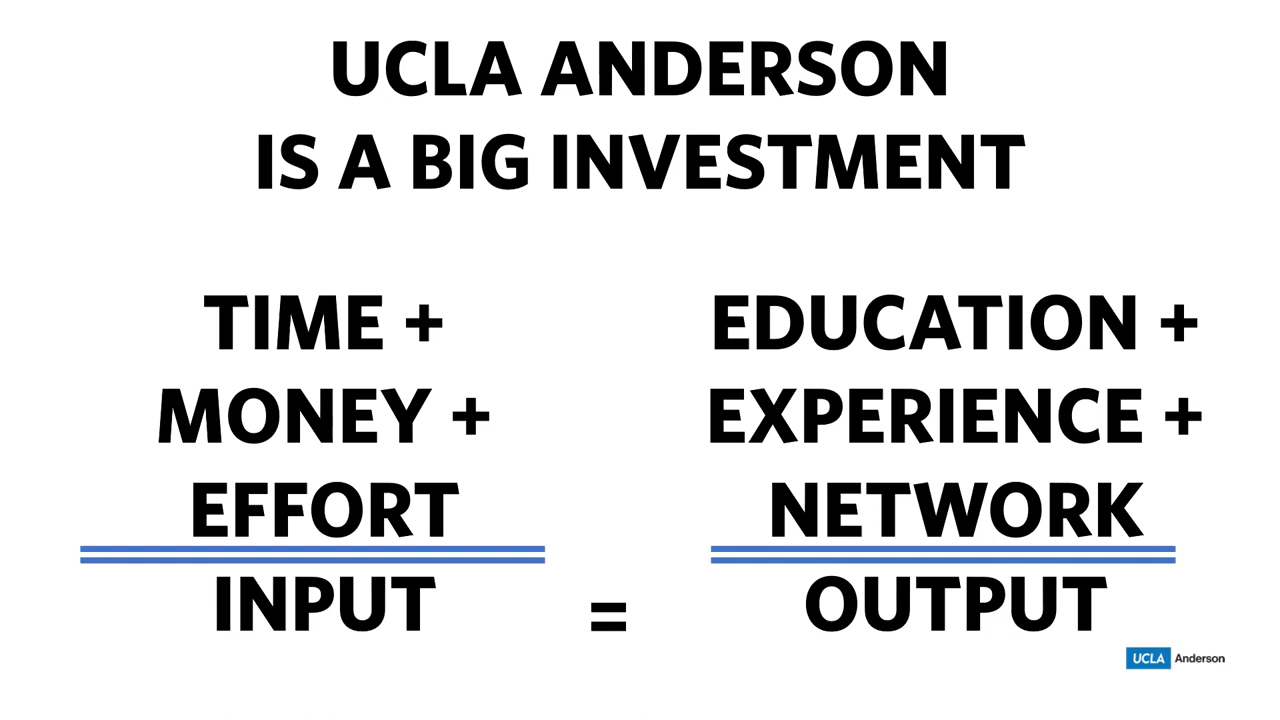 UCLA ANDERSON
IS A BIG INVESTMENT
TIME +
MONEY +
EFFORT
INPUT
=
EDUCATION +
EXPERIENCE +
NETWORK
OUTPUT
UCLA Anderson